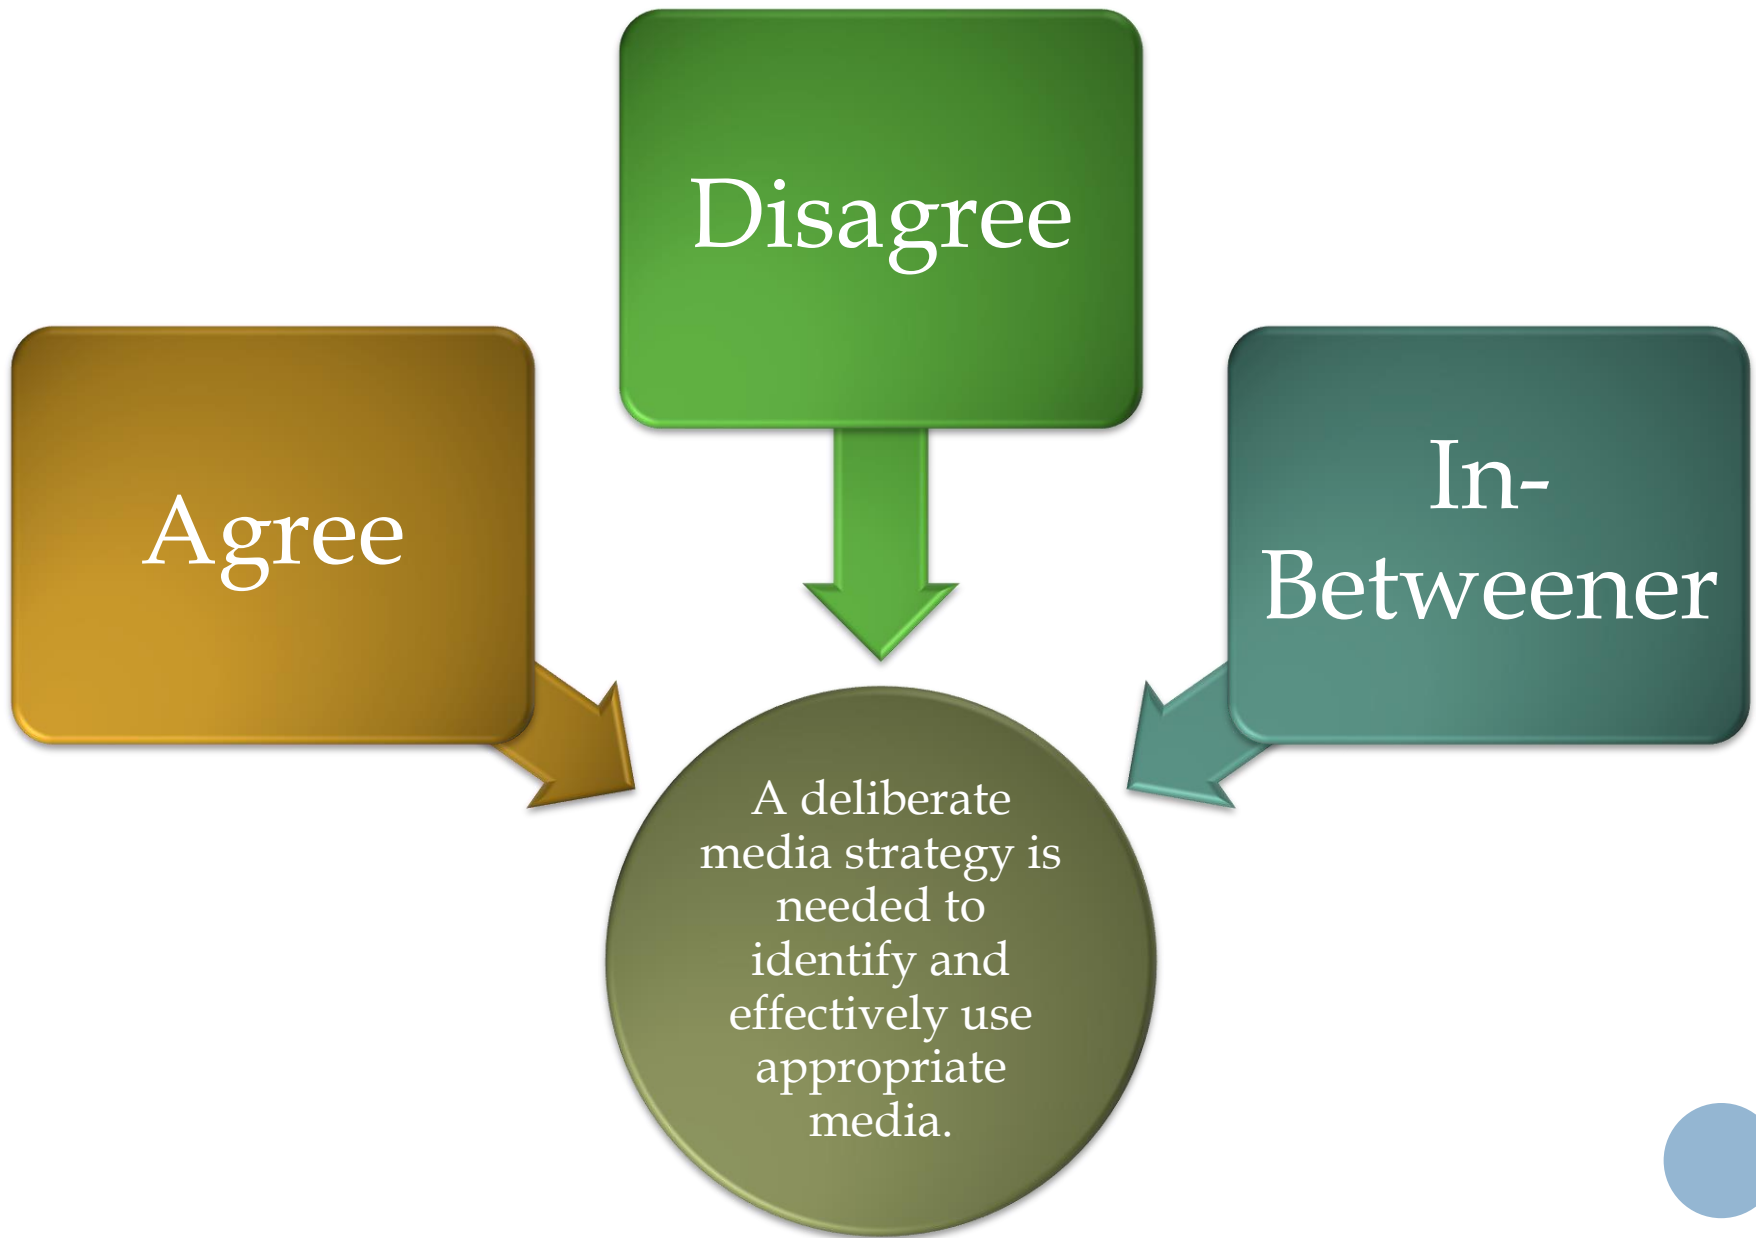 Disagree
Agree
In-
Betweener
A deliberate
media strategy is
needed to
identify and
effectively use
appropriate
media.